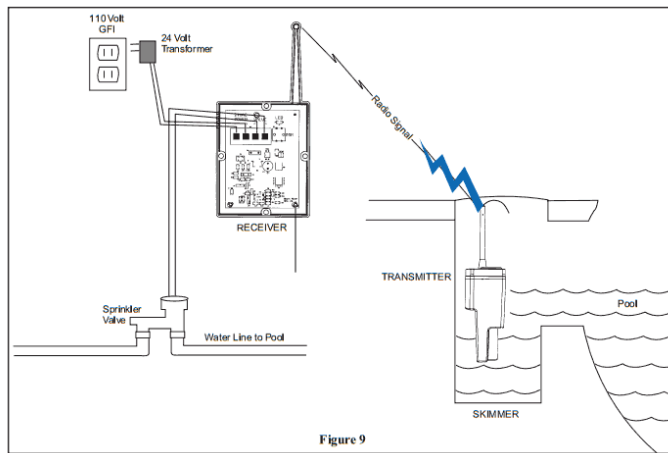 110 Volt
GFI
24 Volt
Transformer
Radio Signal
RECEIVER
TRANSMITTER
Sprinkler
Valve
Pool
Water Line to Pool
SKIMMER
Figure 9